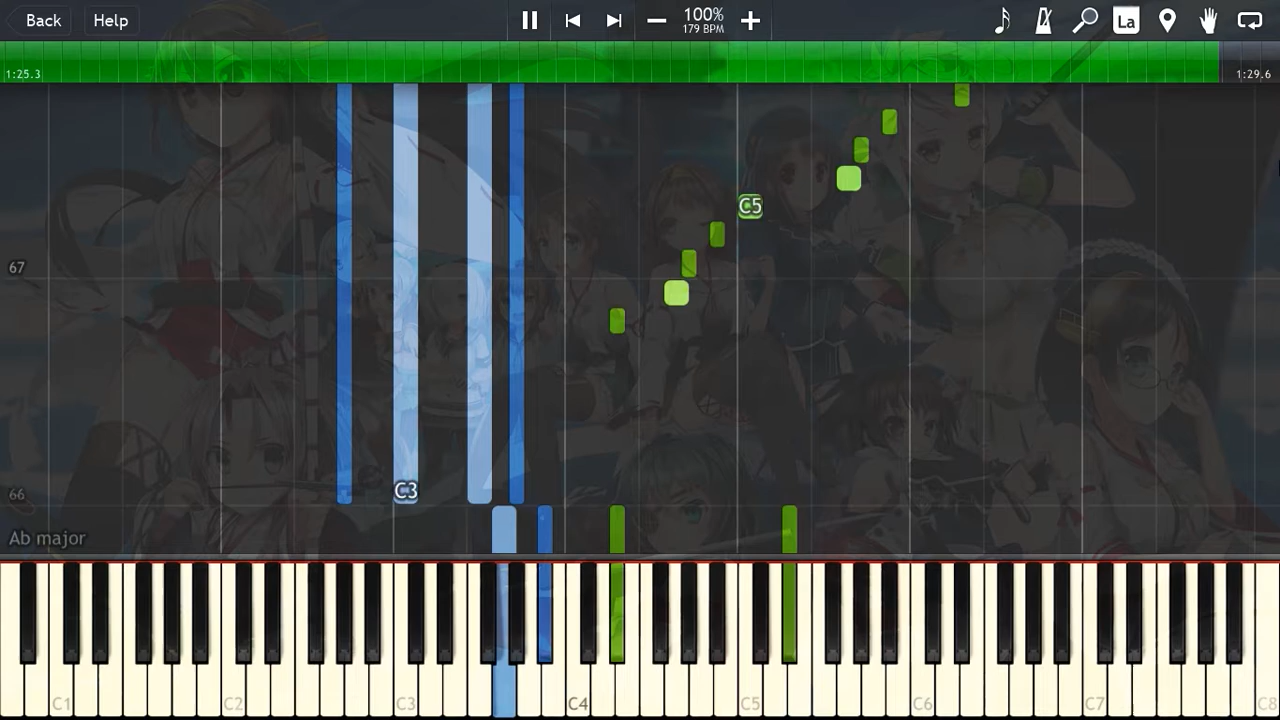 Back Help 100% La
179 BPM
1:25.3 1:29.6
C5
67
C3
66
Ab major
C1 C2 C3 C4 C5 C6 C7 C8